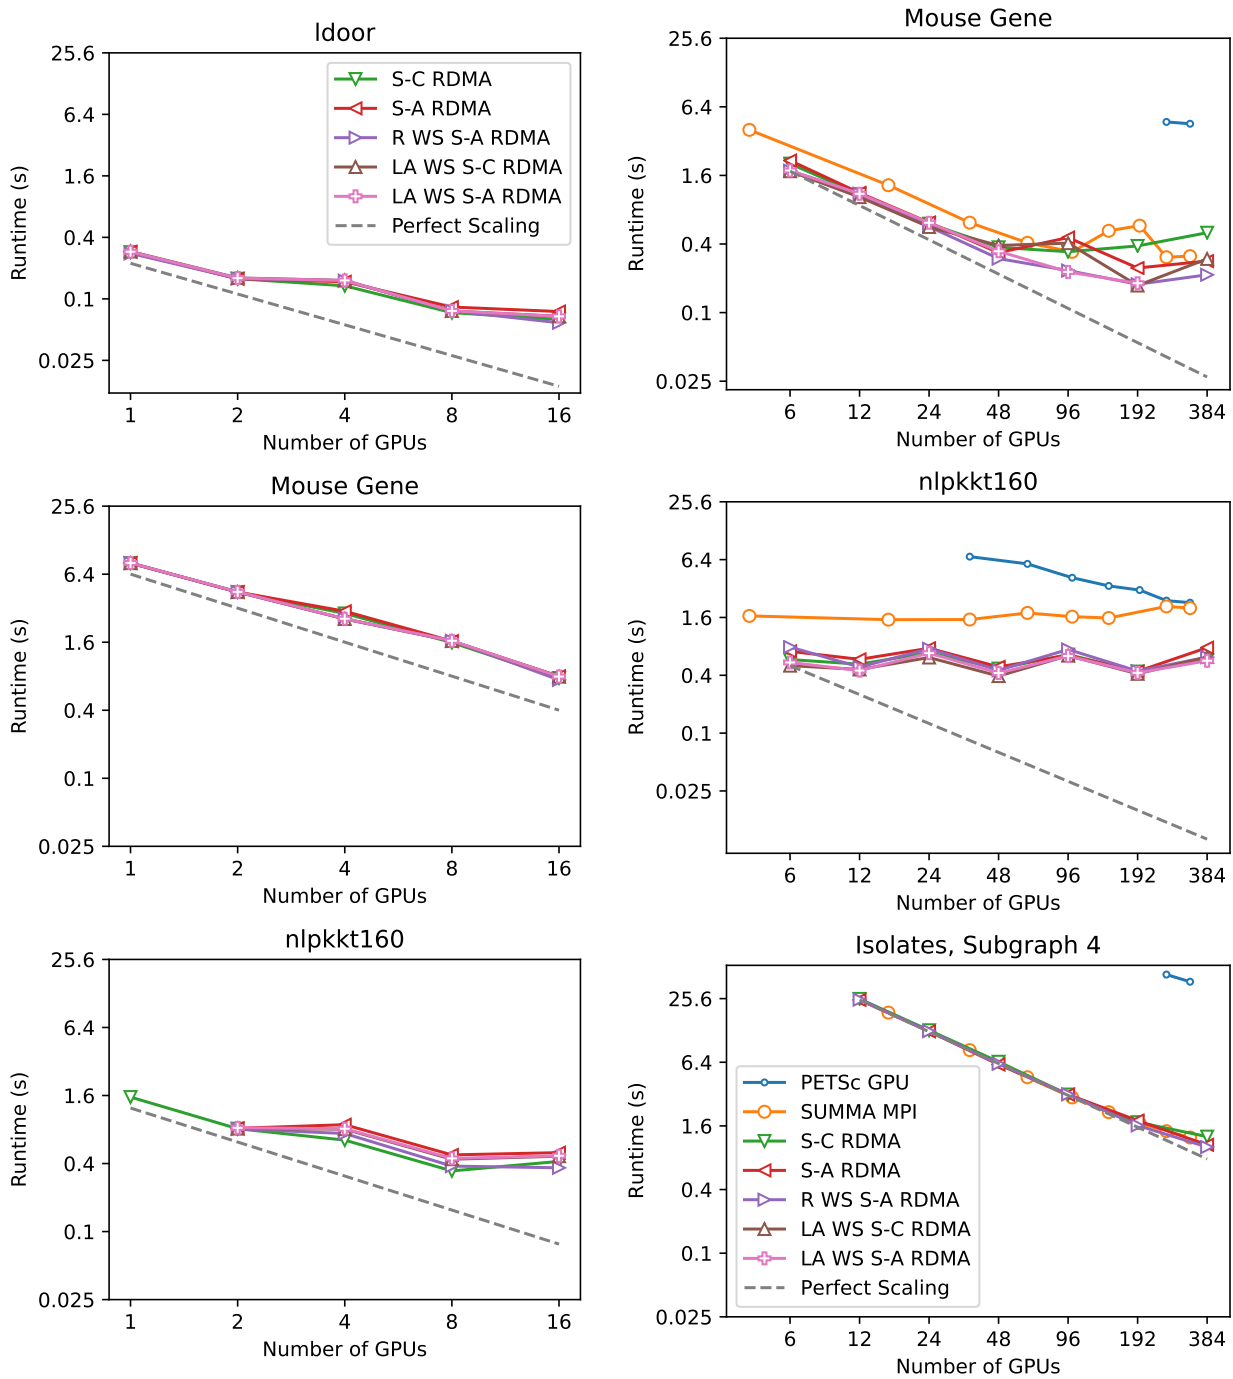 ldoor
25.6
6.4
1.6
0.4
0.1
0.025
Runtime (s)
S-C RDMA
S-A RDMA
R WS S-A RDMA
LA WS S-C RDMA
LA WS S-A RDMA
Perfect Scaling
1 2 4 8 16
Number of GPUs
Mouse Gene
25.6
6.4
1.6
0.4
0.1
0.025
Runtime (s)
6 12 24 48 96 192 384
Number of GPUs
Mouse Gene
25.6
6.4
1.6
0.4
0.1
0.025
Runtime (s)
1 2 4 8 16
Number of GPUs
nlpkkt160
25.6
6.4
1.6
0.4
0.1
0.025
Runtime (s)
6 12 24 48 96 192 384
Number of GPUs
nlpkkt160
25.6
6.4
1.6
0.4
0.1
0.025
Runtime (s)
1 2 4 8 16
Number of GPUs
Isolates, Subgraph 4
25.6
6.4
1.6
0.4
0.1
0.025
Runtime (s)
PETSc GPU
SUMMA MPI
S-C RDMA
S-A RDMA
R WS S-A RDMA
LA WS S-C RDMA
LA WS S-A RDMA
Perfect Scaling
6 12 24 48 96 192 384
Number of GPUs